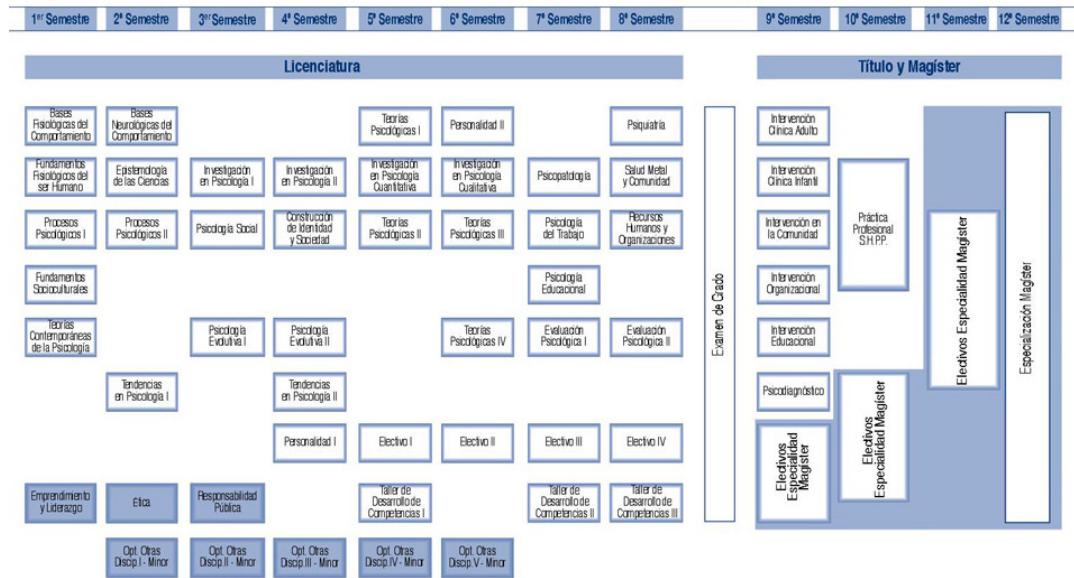 1er Semestre 2º Semestre 3er Semestre 4º Semestre 5º Semestre 6º Semestre 7º Semestre 8º Semestre 9º Semestre 10º Semestre 11º Semestre 12º Semestre
Licenciatura
Título y Magíster
Bases
Fisiológicas del
Comportamiento
Bases
Neurológicas del
Comportamiento
Teorías
Psicológicas I
Personalidad II
Psiquiatría
Fundamentos
Fisiológicos del
ser Humano
Epistemología
de las Ciencias
Investigación
en Psicología I
Investigación
en Psicología II
Investigación
en Psicología
Cuantitativa
Investigación
en Psicología
Cualitativa
Psicopatología
Salud Metal
y Comunidad
Procesos
Psicológicos I
Procesos
Psicológicos II
Psicología Social
Construcción
de Identidad
y Sociedad
Teorías
Psicológicas II
Teorías
Psicológicas III
Psicología
del Trabajo
Recursos
Humanos y
Organizaciones
Fundamentos
Socioculturales
Psicología
Educacional
Teorías
Contemporáneas
de la Psicología
Psicología
Evolutiva I
Psicología
Evolutiva II
Teorías
Psicológicas IV
Evaluación
Psicológica I
Evaluación
Psicológica II
Tendencias
en Psicología I
Tendencias
en Psicología II
Personalidad I
Electivo I
Electivo II
Electivo III
Electivo IV
Emprendimiento
y Liderazgo
Etica
Responsabilidad
Pública
Taller de
Desarrollo de
Competencias I
Taller de
Desarrollo de
Competencias II
Taller de
Desarrollo de
Competencias III
Opt. Otras
Discip.I - Minor
Opt. Otras
Discip.II - Minor
Opt. Otras
Discip.III - Minor
Opt. Otras
Discip.IV - Minor
Opt. Otras
Discip.V - Minor
Examen de Grado
Intervención
Clínica Adulto
Intervención
Clínica Infantil
Intervención en
la Comunidad
Intervención
Organizacional
Intervención
Educacional
Psicodiagnóstico
Electivos
Especialidad
Magíster
Práctica
Profesional
S.H.P.P.
Electivos
Especialidad Magíster
Electivos Especialidad Magíster
Especialización Magíster